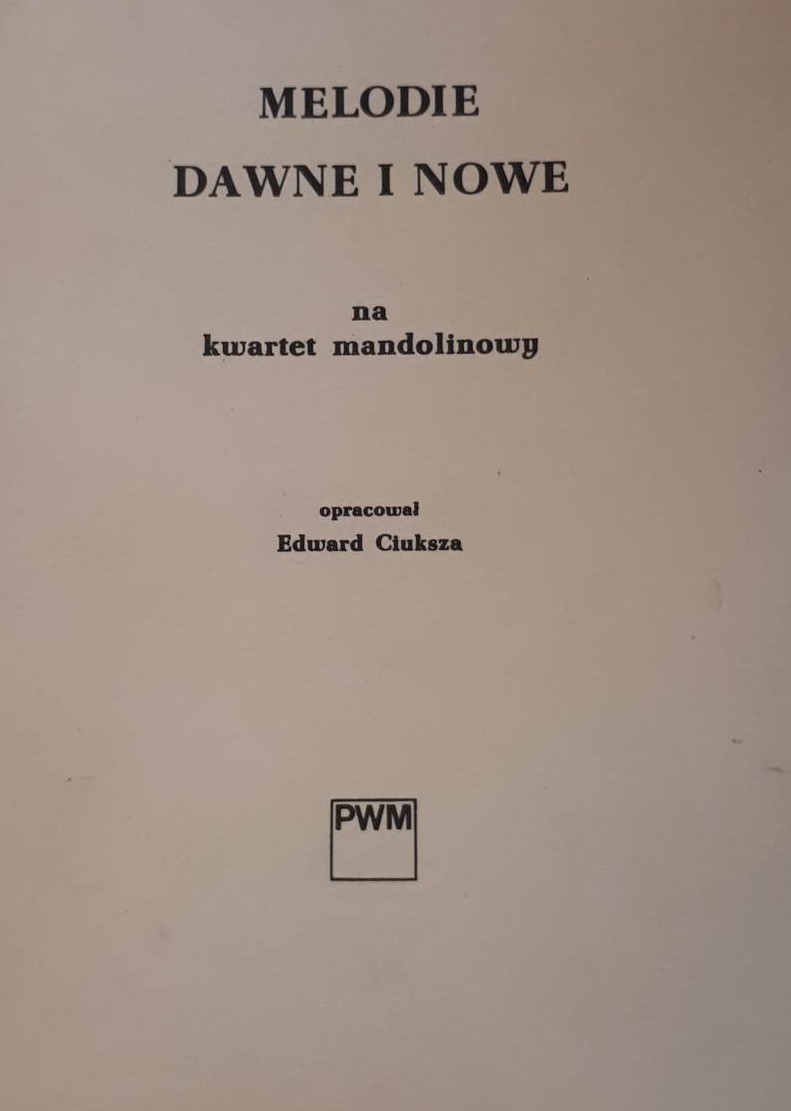 MELODIE
DAWNE I NOWE
na
kwartet mandolinowy
opracował
Edward Ciuksza
PWM